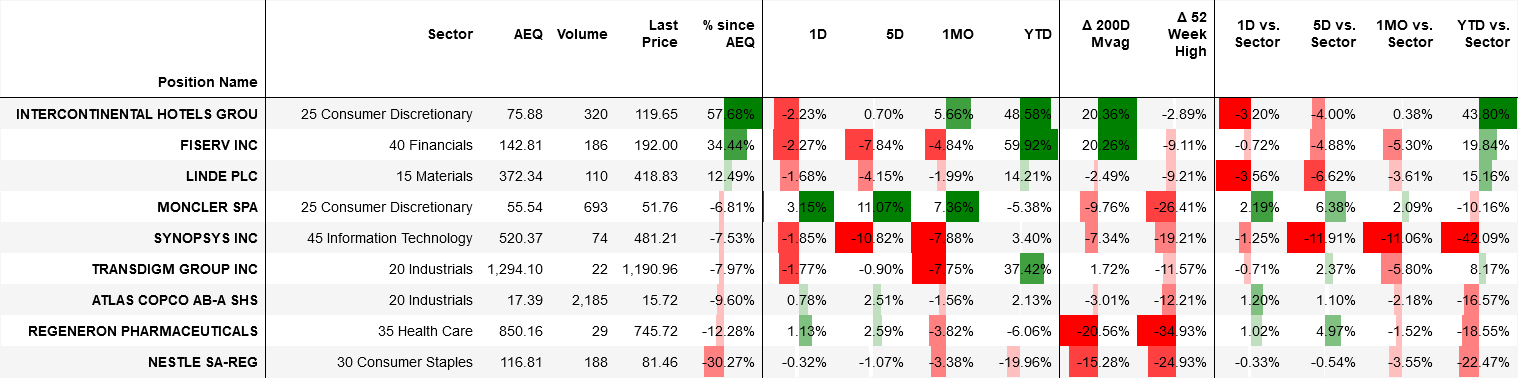 Position Name Sector AEQ Volume Last Price % since AEQ 1D 5D 1MO YTD Δ 200D Mvag Δ 52 Week High 1D vs. Sector 5D vs. Sector 1MO vs. Sector YTD vs. Sector
INTERCONTINENTAL HOTELS GROU 25 Consumer Discretionary 75.88 320 119.65 57.68% -2.23% 0.70% 5.66% 48.58% 20.36% -2.89% -3.20% -4.00% 0.38% 43.80%
FISERV INC 40 Financials 142.81 186 192.00 34.44% -2.27% -7.84% -4.84% 59.92% 20.26% -9.11% -0.72% -4.88% -5.30% 19.84%
LINDE PLC 15 Materials 372.34 110 418.83 12.49% -1.68% -4.15% -1.99% 14.21% -2.49% -9.21% -3.56% -6.62% -3.61% 15.16%
MONCLER SPA 25 Consumer Discretionary 55.54 693 51.76 -6.81% 3.15% 11.07% 7.36% -5.38% -9.76% -26.41% 2.19% 6.38% 2.09% -10.16%
SYNOPSYS INC 45 Information Technology 520.37 74 481.21 -7.53% -1.85% -10.82% -7.88% 3.40% -7.34% -19.21% -1.25% -11.91% -11.06% -42.09%
TRANSDIGM GROUP INC 20 Industrials 1,294.10 22 1,190.96 -7.97% -1.77% -0.90% -7.75% 37.42% 1.72% -11.57% -0.71% 2.37% -5.80% 8.17%
ATLAS COPCO AB-A SHS 20 Industrials 17.39 2,185 15.72 -9.60% 0.78% 2.51% -1.56% 2.13% -3.01% -12.21% 1.20% 1.10% -2.18% -16.57%
REGENERON PHARMACEUTICALS 35 Health Care 850.16 29 745.72 -12.28% 1.13% 2.59% -3.82% -6.06% -20.56% -34.93% 1.02% 4.97% -1.52% -18.55%
NESTLE SA-REG 30 Consumer Staples 116.81 188 81.46 -30.27% -0.32% -1.07% -3.38% -19.96% -15.28% -24.93% -0.33% -0.54% -3.55% -22.47%